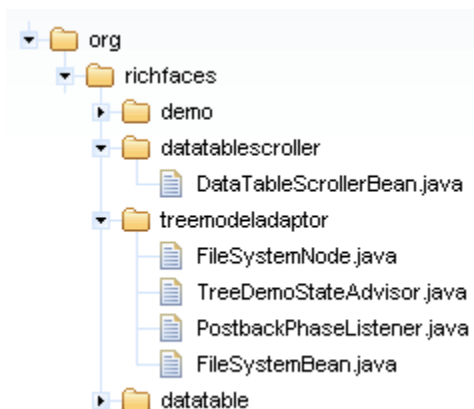 org
richfaces
demo
datatablescroller
DataTableScrollerBean.java
treemodeladaptor
FileSystemNode.java
TreeDemoStateAdvisor.java
PostbackPhaseListener.java
FileSystemBean.java
datatable